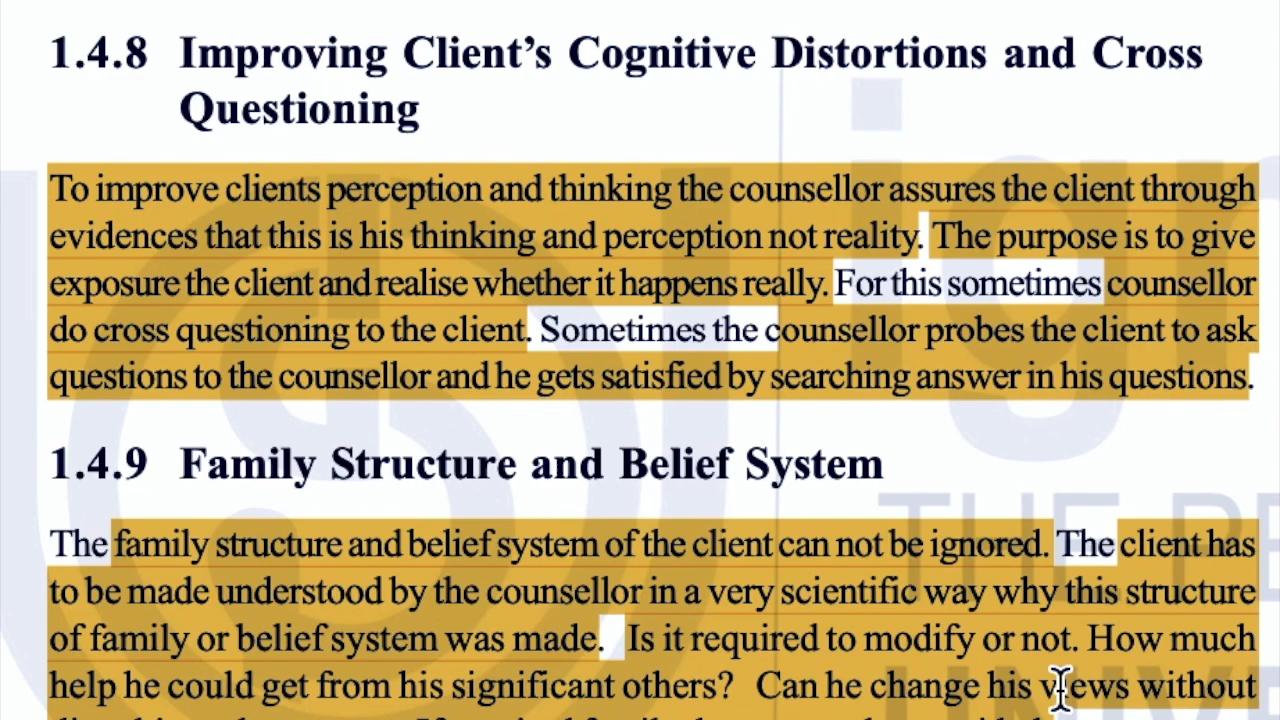 1.4.8 Improving Client's Cognitive Distortions and Cross
Questioning
To improve clients perception and thinking the counsellor assures the client through
evidences that this is his thinking and perception not reality. The purpose is to give
exposure the client and realise whether it happens really. For this sometimes counsellor
do cross questioning to the client. Sometimes the counsellor probes the client to ask
questions to the counsellor and he gets satisfied by searching answer in his questions.
1.4.9 Family Structure and Belief System
The family structure and belief system of the client can not be ignored. The client has
to be made understood by the counsellor in a very scientific way why this structure
of family or belief system was made. Is it required to modify or not. How much
help he could get from his significant others? Can he change his views without